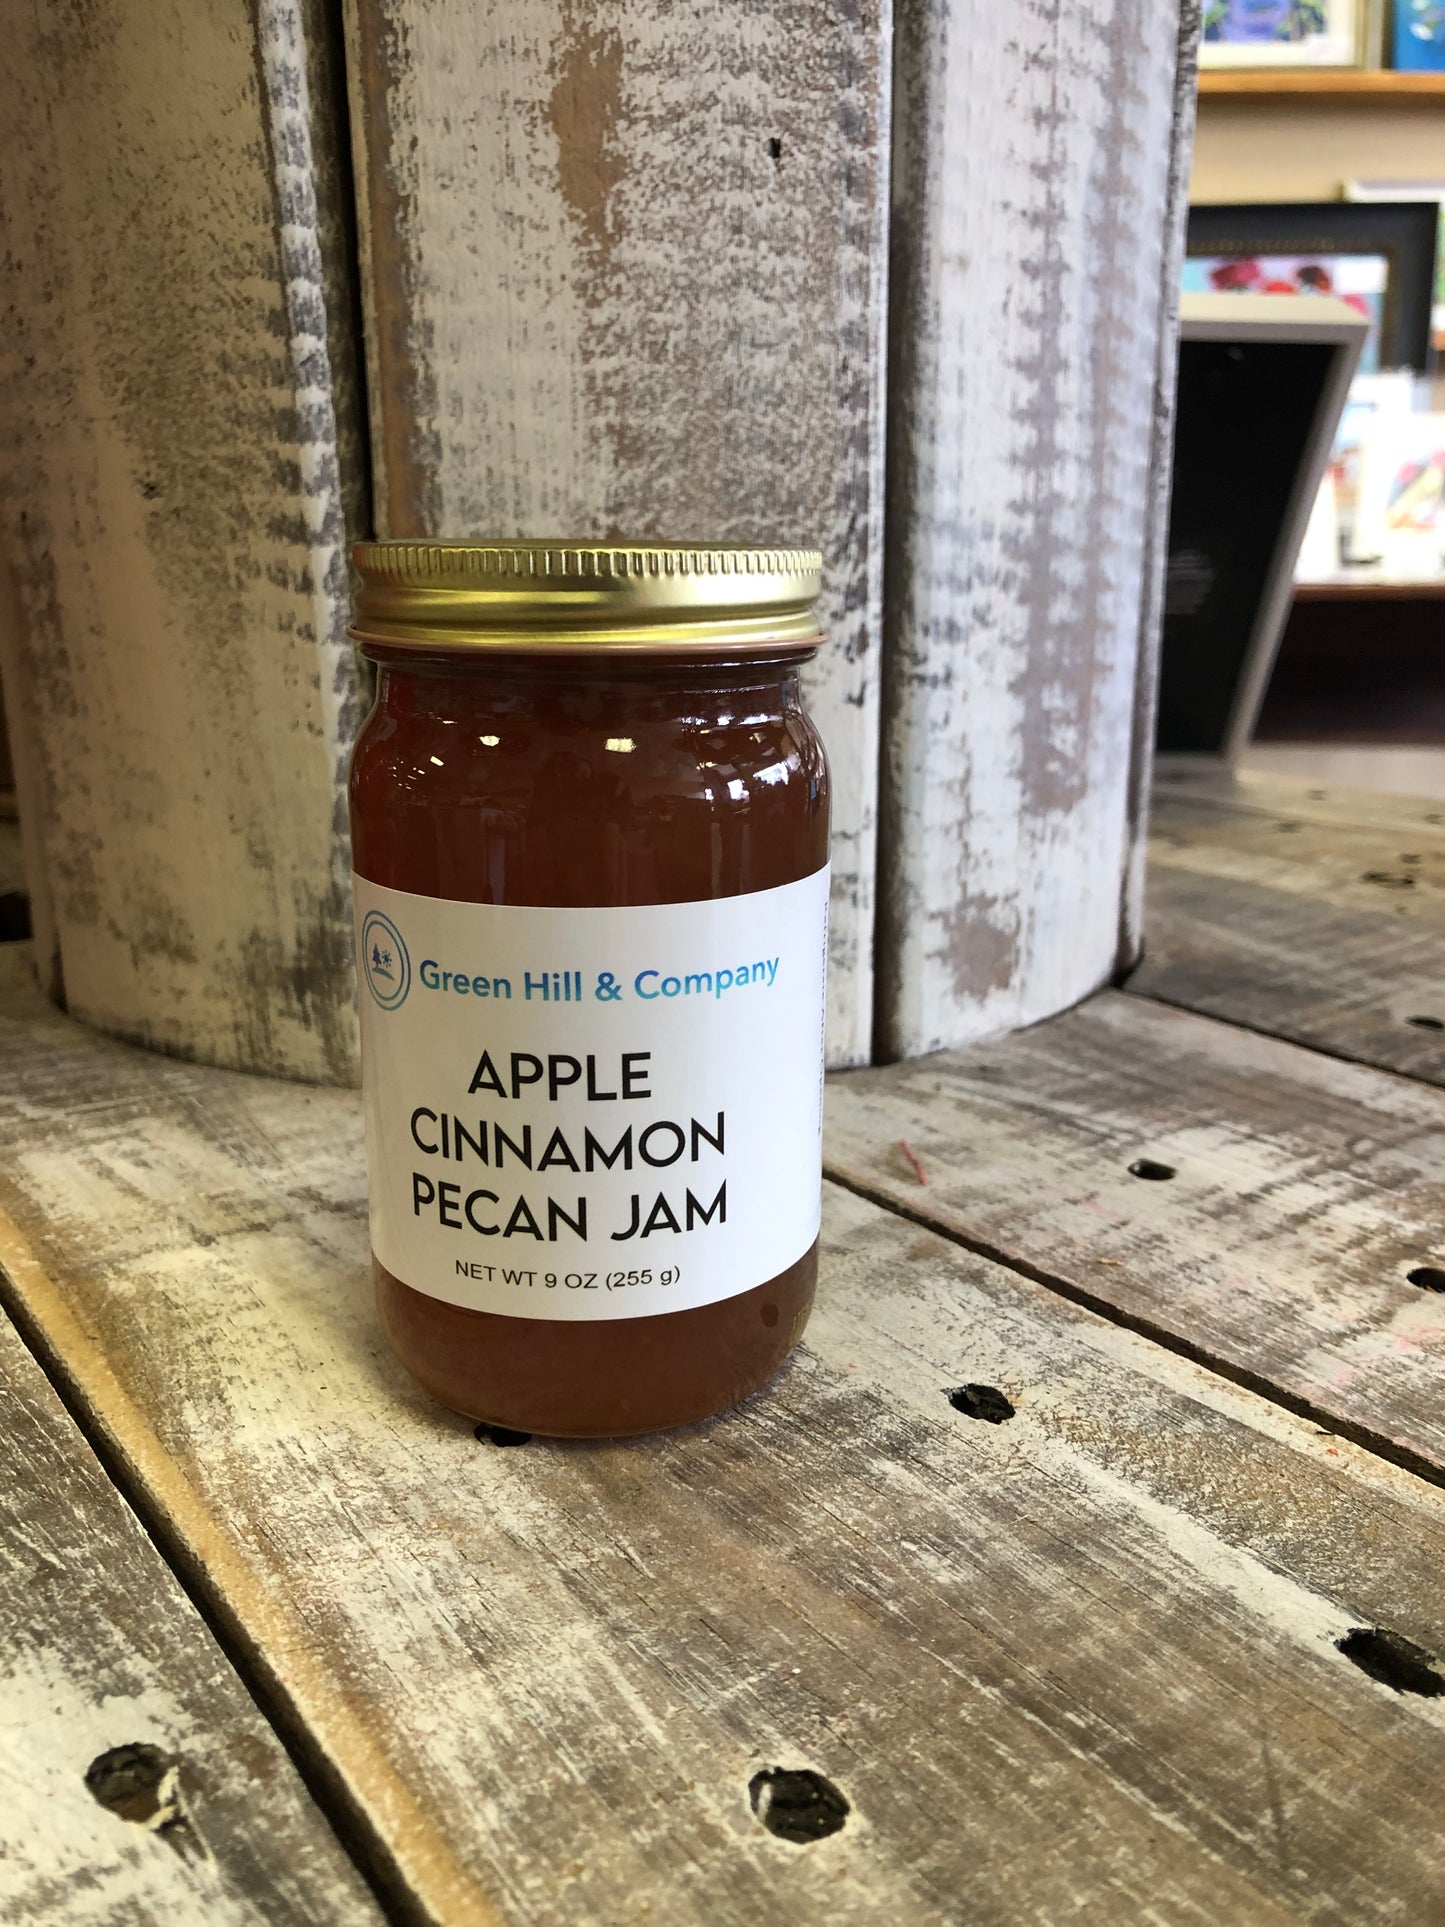 Green Hill & Company
APPLE
CINNAMON
PECAN JAM
NET WT 9 OZ (255 g)